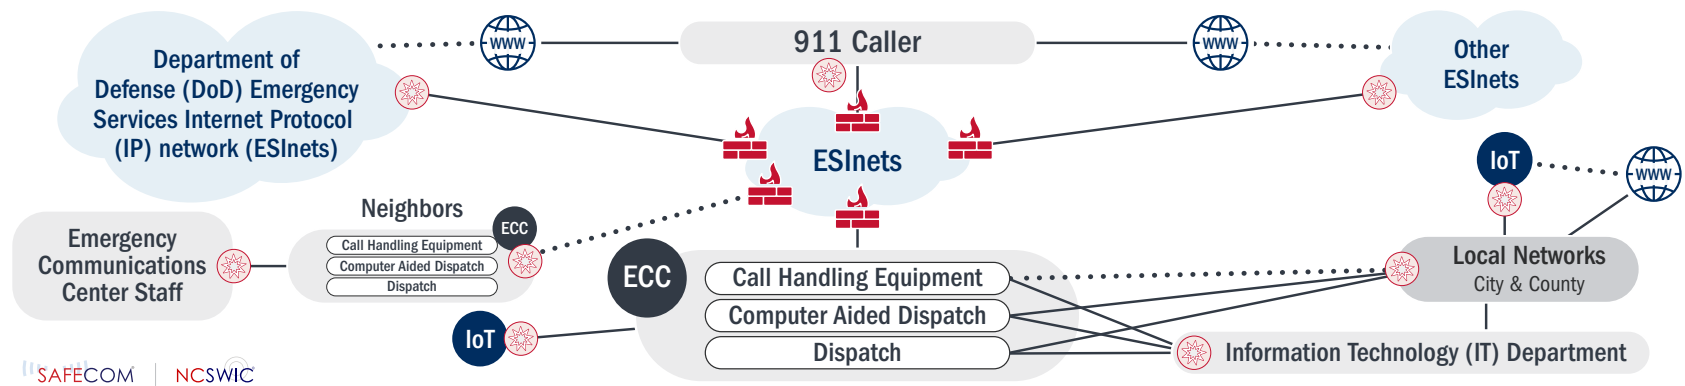 Department of
Defense (DoD) Emergency
Services Internet Protocol
(IP) network (ESInets)
WWW
911 Caller
WWW
Other
ESInets
ESInets
IoT
WWW
Neighbors
ECC
Call Handling Equipment
Computer Aided Dispatch
Dispatch
Emergency
Communications
Center Staff
ECC
Call Handling Equipment
Computer Aided Dispatch
Dispatch
IoT
Local Networks
City & County
Information Technology (IT) Department
SAFECOM
NCSWIC